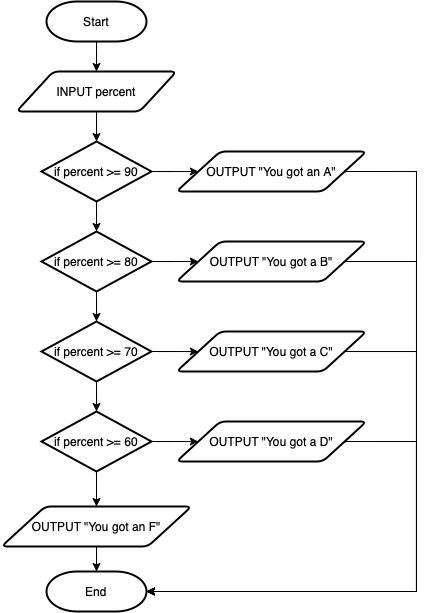 Start
INPUT percent
if percent >= 90
OUTPUT "You got an A"
if percent >= 80
OUTPUT "You got a B"
if percent >= 70
OUTPUT "You got a C"
if percent >= 60
OUTPUT "You got a D"
OUTPUT "You got an F"
End